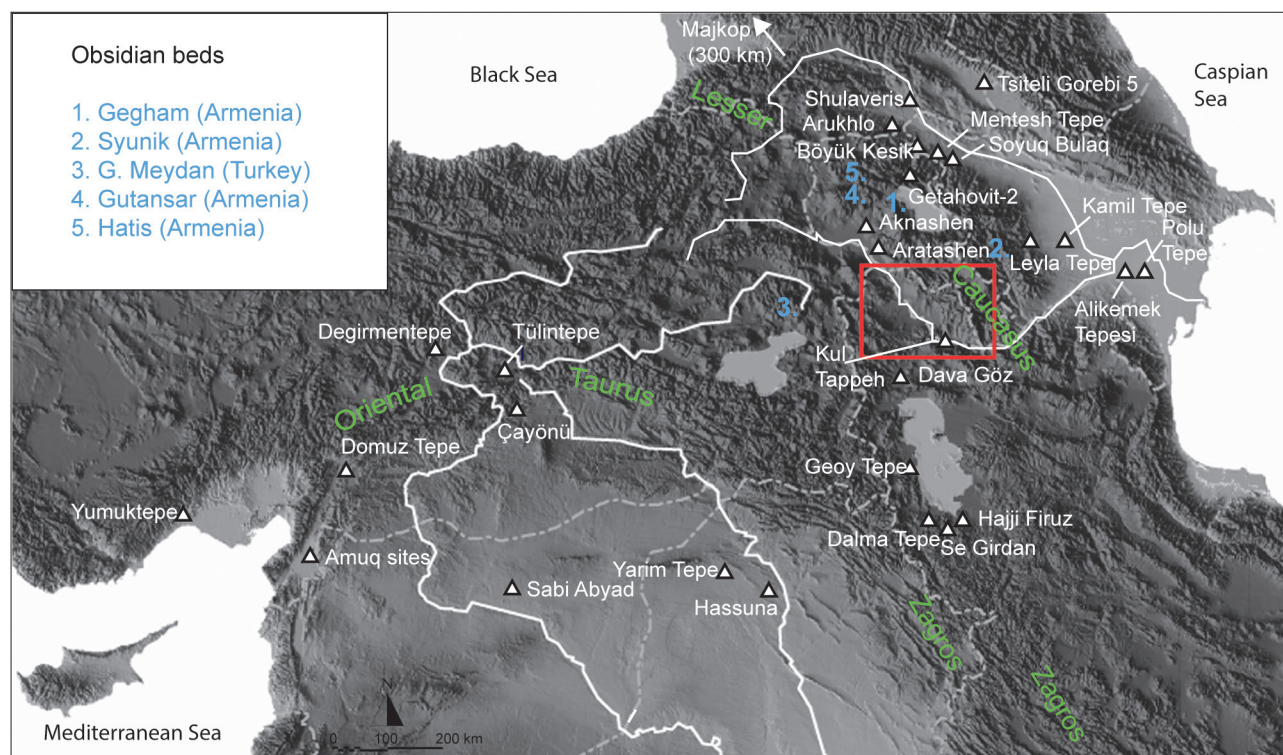 Obsidian beds
1. Gegham (Armenia)
2. Syunik (Armenia)
3. G. Meydan (Turkey)
4. Gutansar (Armenia)
5. Hatis (Armenia)
Black Sea
Majkop
(300 km)
Caspian
Sea
Lesser
Tsiteli Gorebi 5
Shulaveris
Arukhlo
Mentesh Tepe
Böyük Kesik
Soyuq Bulaq
5.
4.
1.
Getahovit-2
Aknashen
Kamil Tepe
Aratashen
2.
Leyla Tepe
Polu
Tepe
Caucasus
Alikemek
Tepesi
3.
Degirmentepe
Tülintepe
Kul
Tappeh
Dava Göz
Oriental
Taurus
Çayönü
Domuz Tepe
Geoy Tepe
Yumuktepe
Hajji Firuz
Dalma Tepe
Se Girdan
Amuq sites
Yarim Tepe
Sabi Abyad
Hassuna
Zagros
Zagros
N
0 100 200 km
Mediterranean Sea